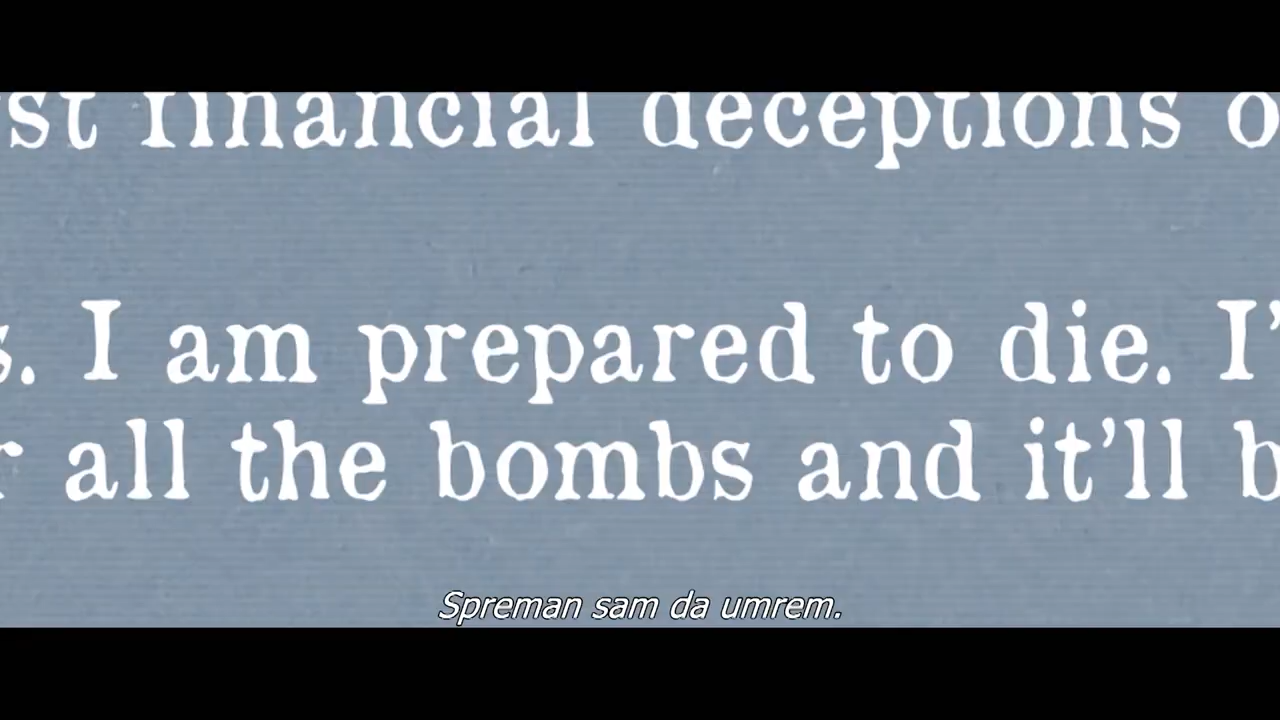 financial deceptions
I am prepared to die.
all the bombs and it'll
Spreman sam da umrem.